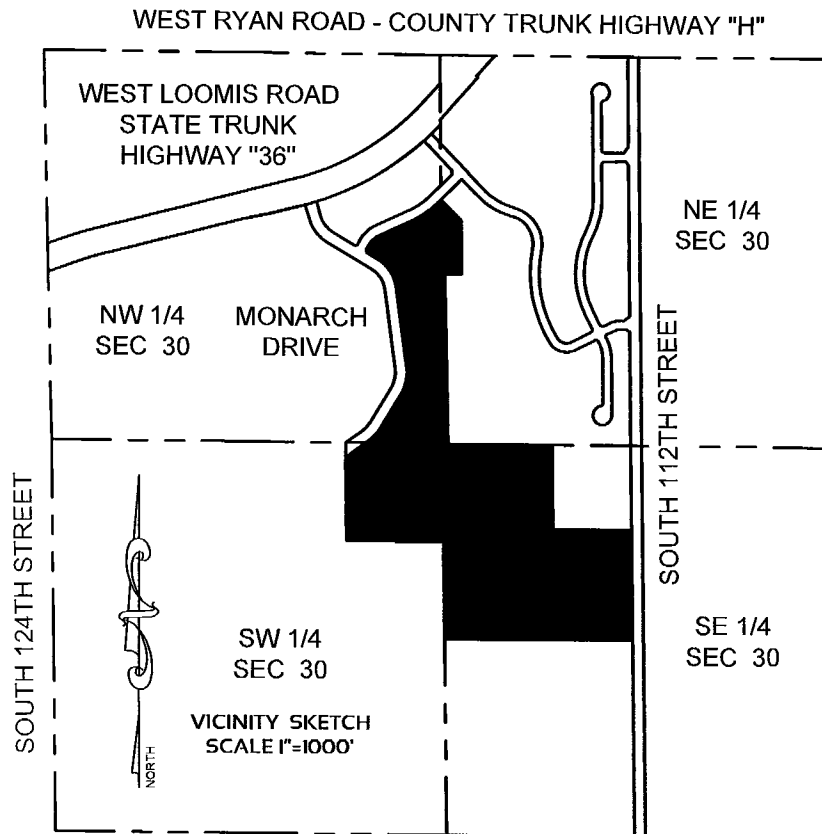 WEST RYAN ROAD - COUNTY TRUNK HIGHWAY "H"
WEST LOOMIS ROAD
STATE TRUNK
HIGHWAY "36"
NE 1/4
SEC 30
NW 1/4
SEC 30
MONARCH
DRIVE
SOUTH 112TH STREET
SOUTH 124TH STREET
SW 1/4
SEC 30
SE 1/4
SEC 30
VICINITY SKETCH
SCALE 1"=1000'
NORTH